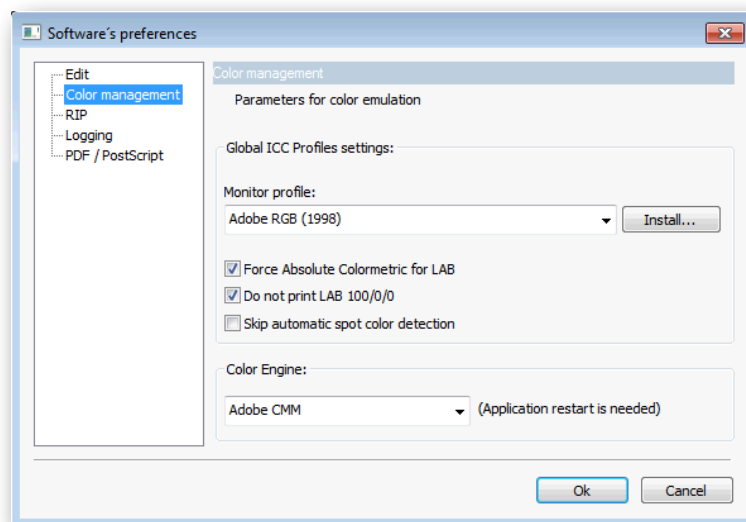 Software´s preferences
Edit
Color management
RIP
Logging
PDF / PostScript
Color management
Parameters for color emulation
Global ICC Profiles settings:
Monitor profile:
Adobe RGB (1998)
Install...
Force Absolute Colormetric for LAB
Do not print LAB 100/0/0
Skip automatic spot color detection
Color Engine:
Adobe CMM
(Application restart is needed)
Ok
Cancel